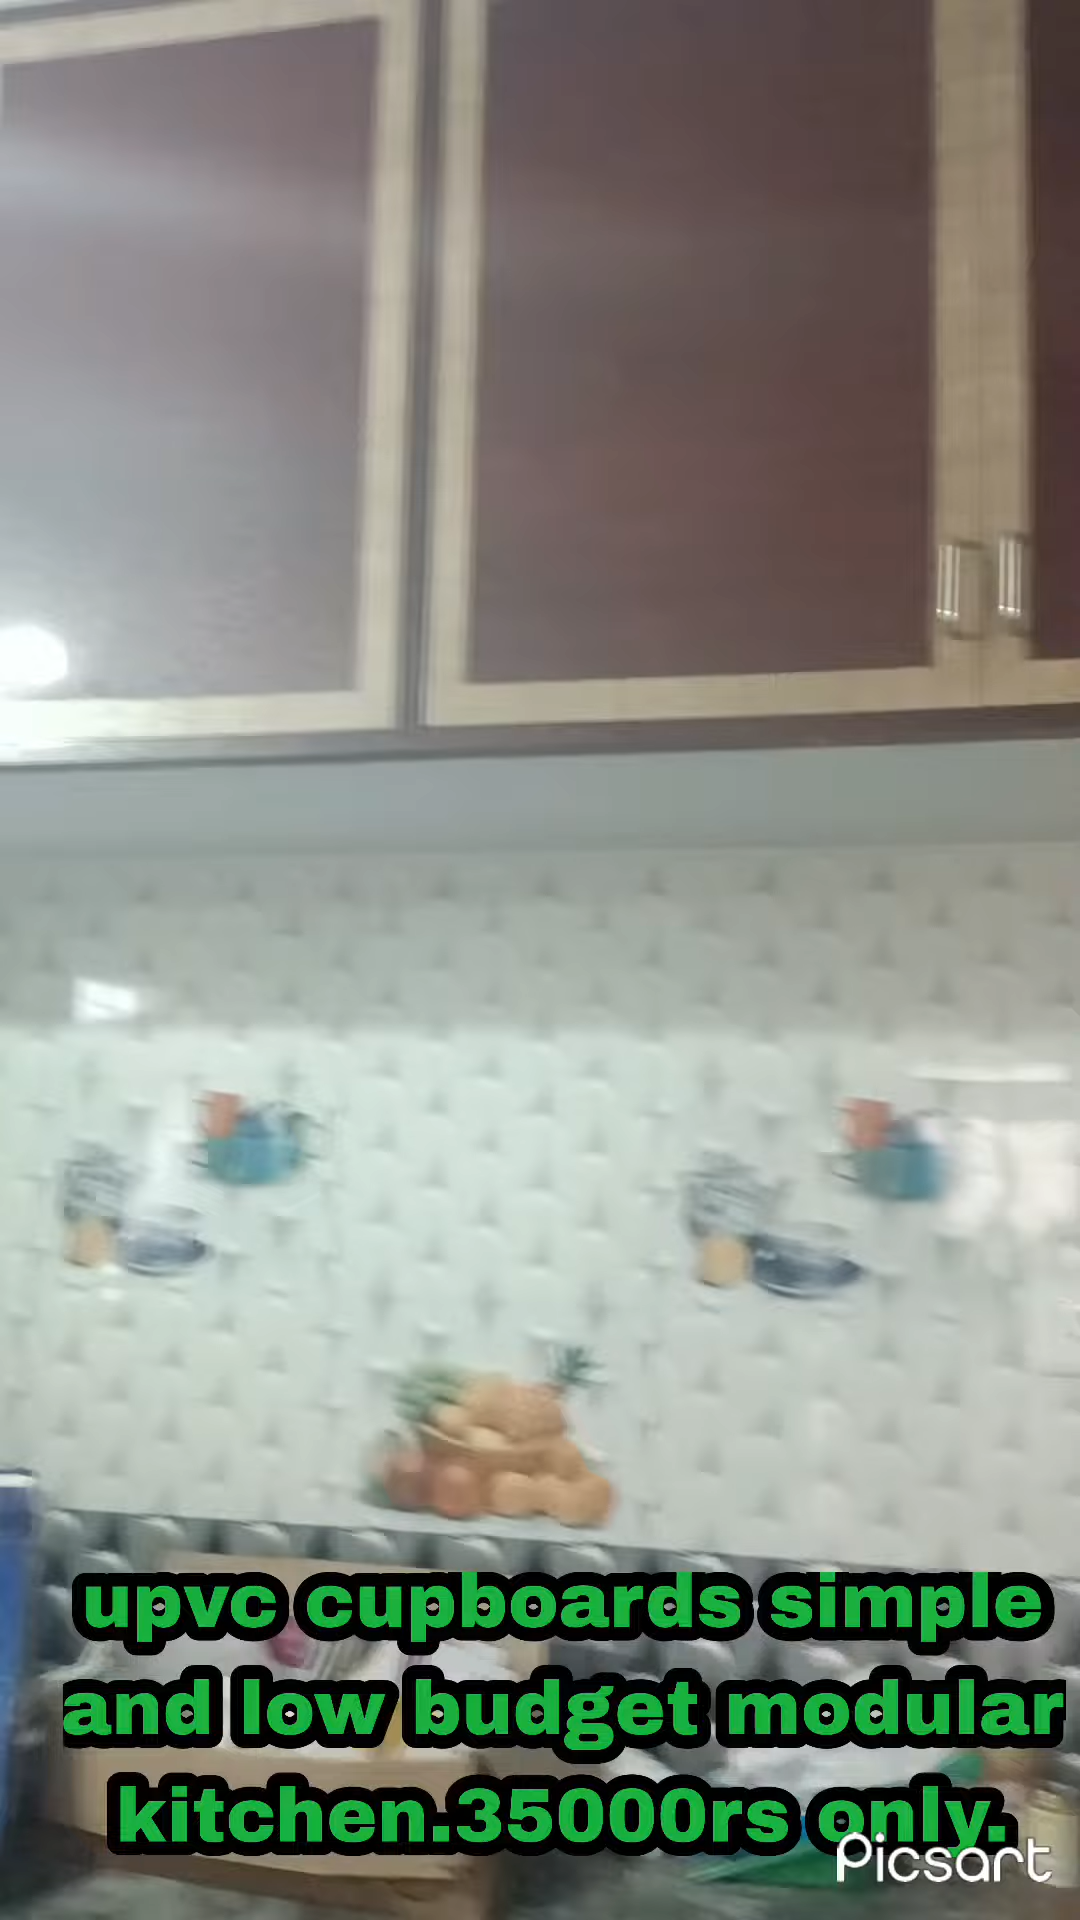 upvc cupboards simple
and low budget modular
kitchen.35000rs only.
Picsart